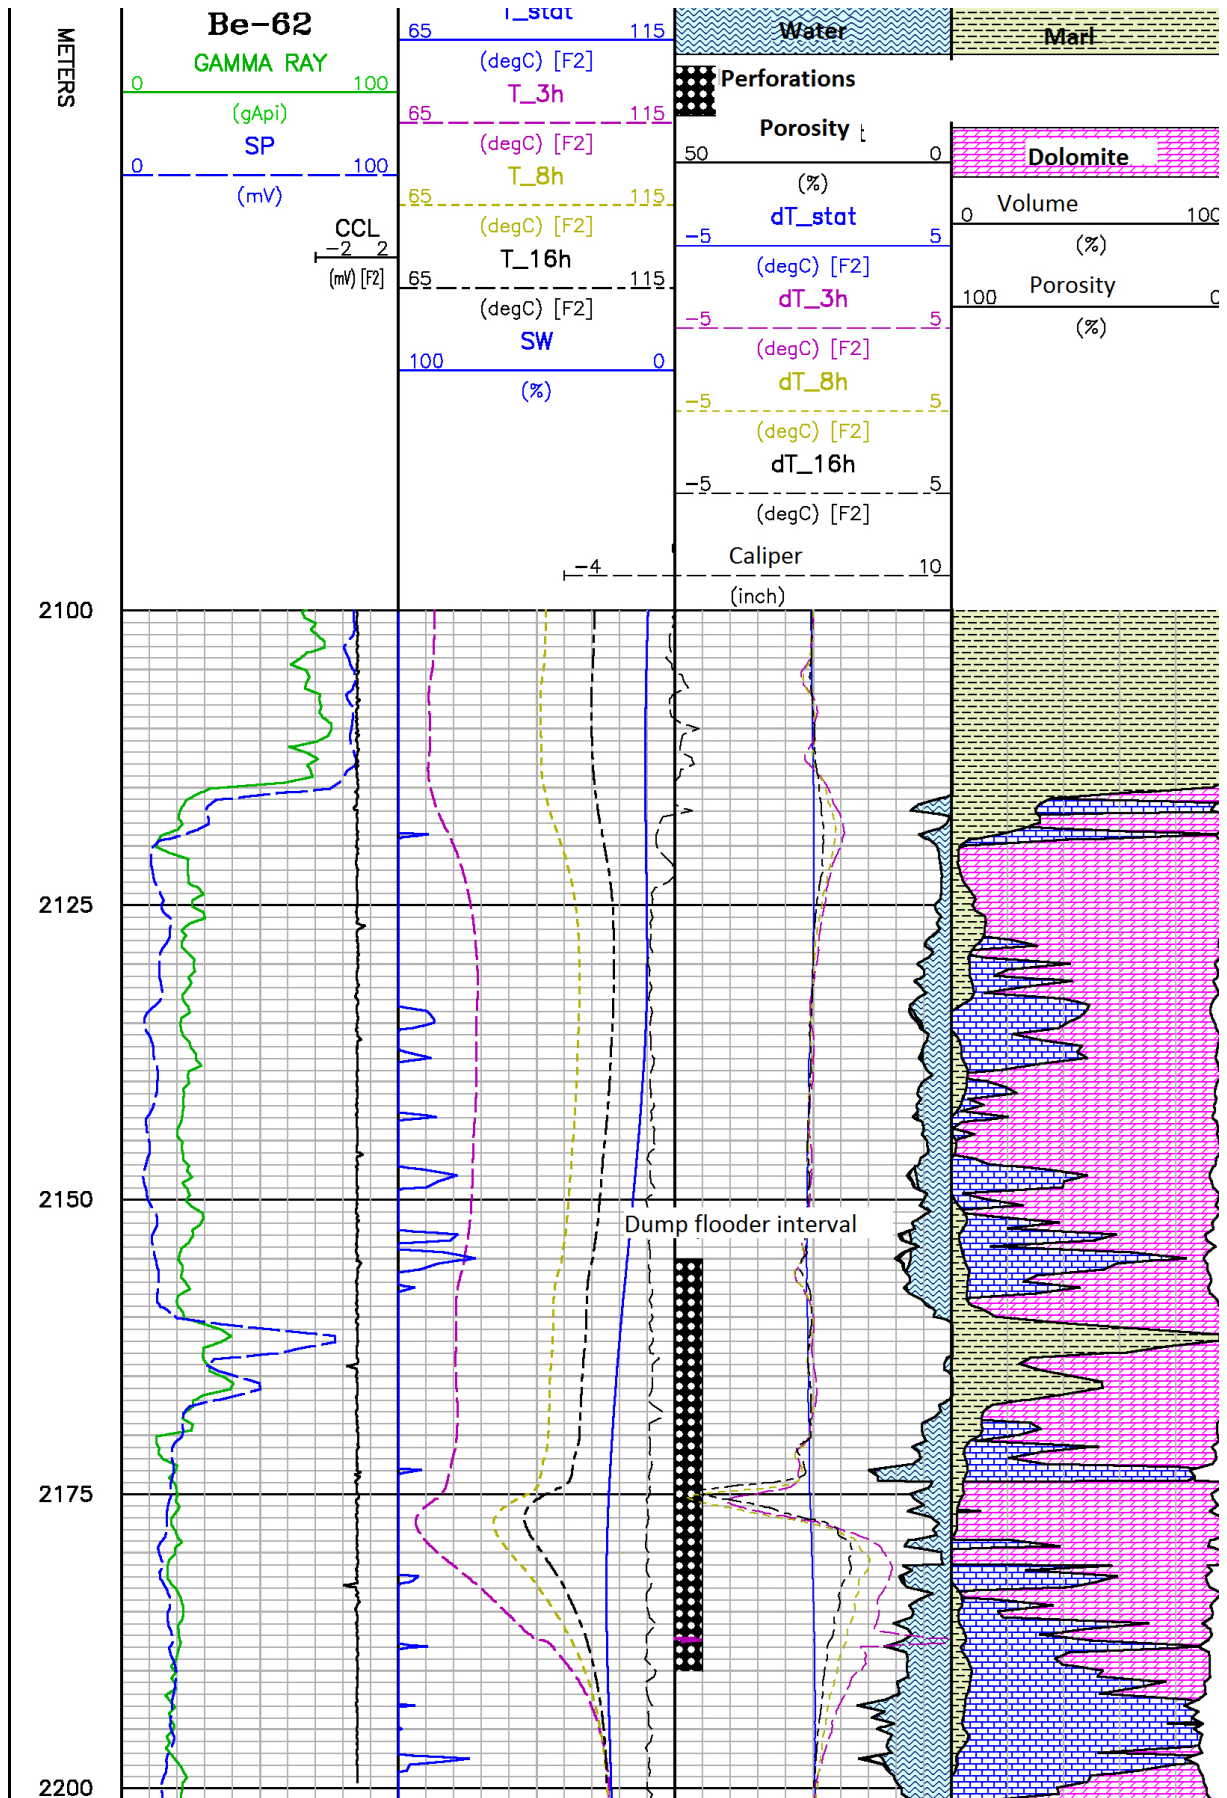 Be-62
METERS
GAMMA RAY
0 100
(gApi)
SP
0 100
(mV)
CCL
-2 2
(mV) [F2]
T_stat
65 115
(degC) [F2]
T_3h
65 115
(degC) [F2]
T_8h
65 115
(degC) [F2]
T_16h
65 115
(degC) [F2]
SW
100 0
(%)
Water
Perforations
Porosity
50 0
(%)
dT_stat
-5 5
(degC) [F2]
dT_3h
-5 5
(degC) [F2]
dT_8h
-5 5
(degC) [F2]
dT_16h
-5 5
(degC) [F2]
Caliper
-4 10
(inch)
Marl
Dolomite
Volume
0 100
(%)
Porosity
100 0
(%)
2100
2125
2150
Dump flooder interval
2175
2200